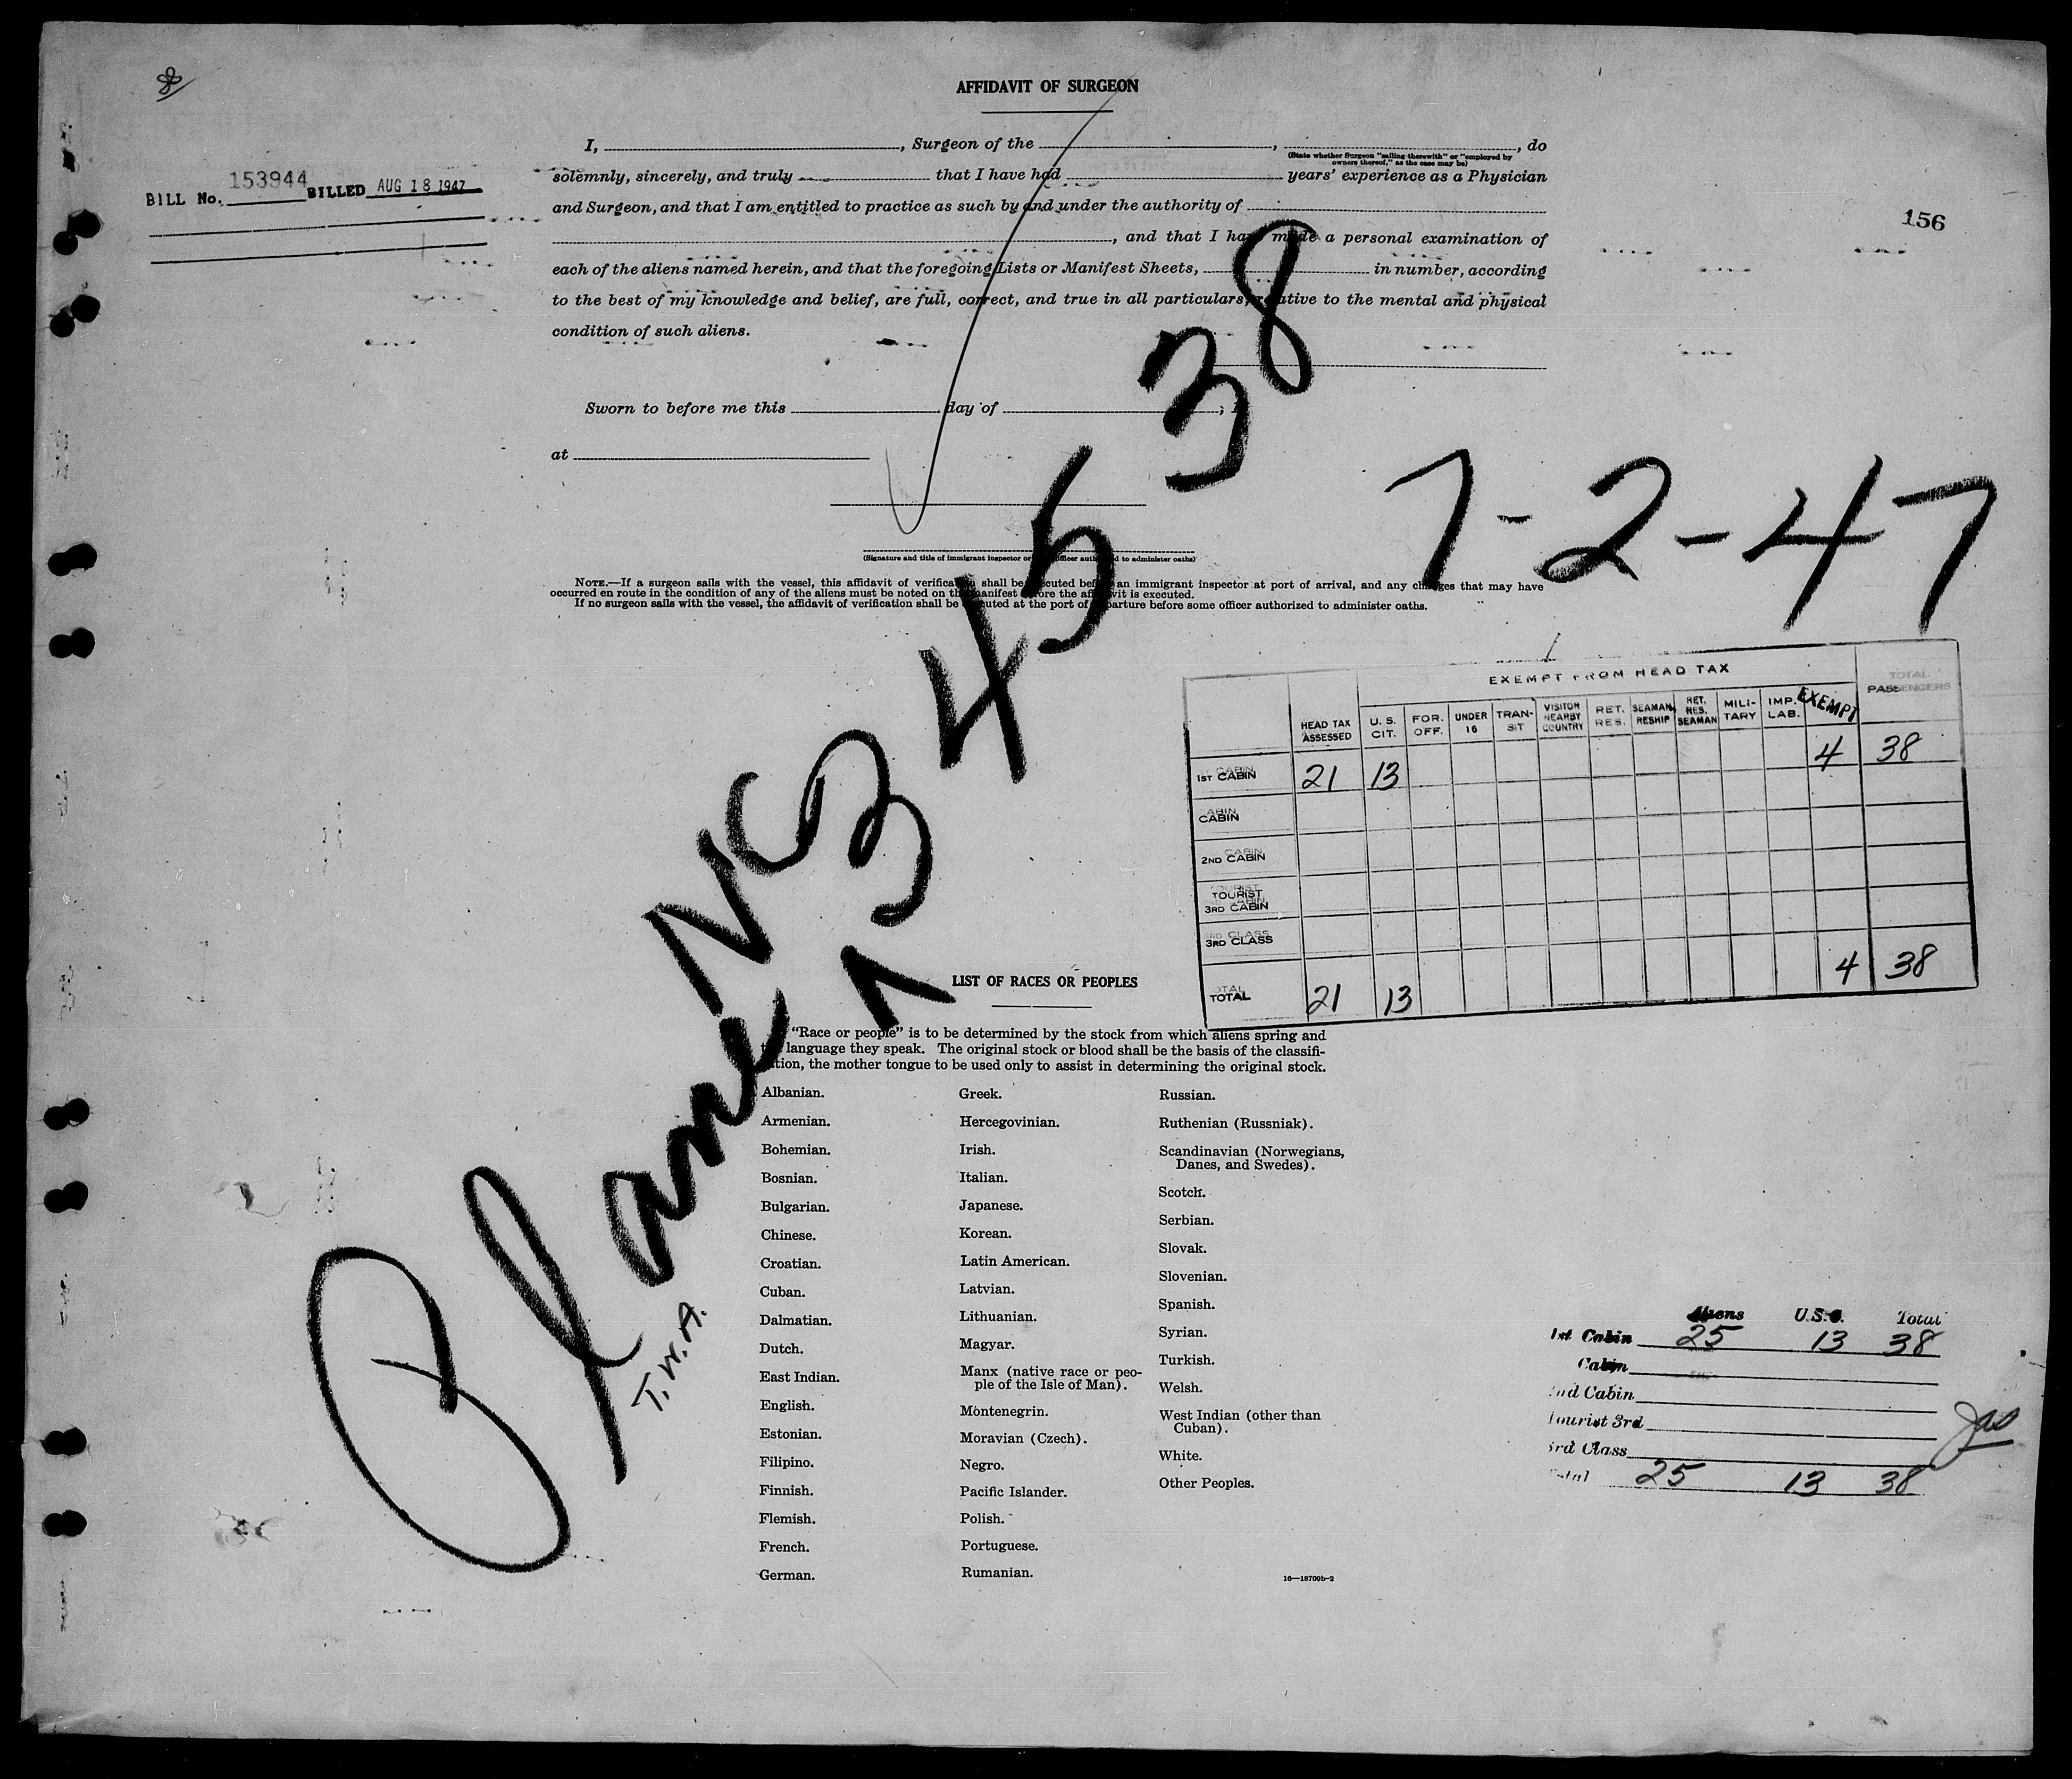 8
AFFIDAVIT OF SURGEON
I, , Surgeon of the , , do
(State whether Surgeon "sailing therewith" or "employed by owners thereof," as the case may be)
solemnly, sincerely, and truly that I have had years' experience as a Physician
and Surgeon, and that I am entitled to practice as such by and under the authority of
, and that I have made a personal examination of
each of the aliens named herein, and that the foregoing Lists or Manifest Sheets, in number, according
to the best of my knowledge and belief, are full, correct, and true in all particulars, relative to the mental and physical
condition of such aliens.
BILL No. 153944 BILLED AUG 18 1947
156
Sworn to before me this day of , 1
at
(Signature and title of immigrant inspector or officer authorized to administer oaths)
NOTE.—If a surgeon sails with the vessel, this affidavit of verification shall be executed before an immigrant inspector at port of arrival, and any changes that may have
occurred en route in the condition of any of the aliens must be noted on the manifest before the affidavit is executed.
If no surgeon sails with the vessel, the affidavit of verification shall be executed at the port of departure before some officer authorized to administer oaths.
7-2-47
Plane NC
134538
T.W.A.
EXEMPT FROM HEAD TAX
HEAD TAX ASSESSED U. S. CIT. FOR. OFF. UNDER 16 TRAN-SIT VISITOR NEARBY COUNTRY RET. RES. SEAMAN RESHIP RET. RES. SEAMAN MILI-TARY IMP. LAB. EXEMPT TOTAL PASSENGERS
1ST CABIN 21 13 4 38
CABIN
2ND CABIN
TOURIST 3RD CABIN
3RD CLASS
TOTAL 21 13 4 38
LIST OF RACES OR PEOPLES
"Race or people" is to be determined by the stock from which aliens spring and
the language they speak. The original stock or blood shall be the basis of the classifi-
cation, the mother tongue to be used only to assist in determining the original stock.
Albanian.
Armenian.
Bohemian.
Bosnian.
Bulgarian.
Chinese.
Croatian.
Cuban.
Dalmatian.
Dutch.
East Indian.
English.
Estonian.
Filipino.
Finnish.
Flemish.
French.
German.
Greek.
Hercegovinian.
Irish.
Italian.
Japanese.
Korean.
Latin American.
Latvian.
Lithuanian.
Magyar.
Manx (native race or peo-
ple of the Isle of Man).
Montenegrin.
Moravian (Czech).
Negro.
Pacific Islander.
Polish.
Portuguese.
Rumanian.
Russian.
Ruthenian (Russniak).
Scandinavian (Norwegians,
Danes, and Swedes).
Scotch.
Serbian.
Slovak.
Slovenian.
Spanish.
Syrian.
Turkish.
Welsh.
West Indian (other than
Cuban).
White.
Other Peoples.
16—18709b-2
Aliens U.S.C. Total
1st Cabin 25 13 38
Cabin
2nd Cabin
Tourist 3rd
3rd Class
Total 25 13 38